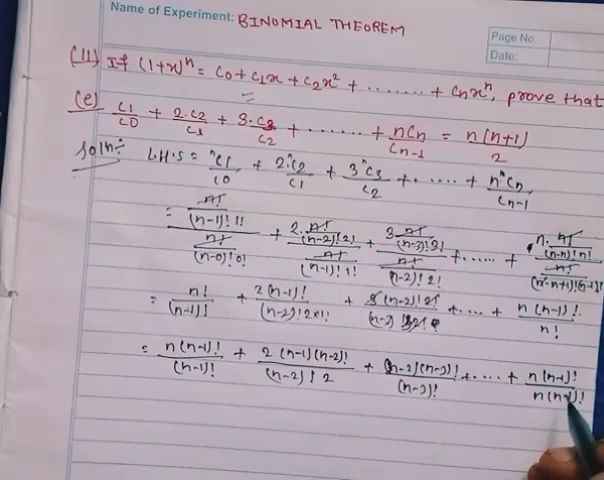 Name of Experiment: BINOMIAL THEOREM
Page No.
Date:
(11) If (1+x)^n = C0 + C1x + C2x² + ........ + Cnx^n, prove that
(e) C1/C0 + 2.C2/C1 + 3.C3/C2 + ....... + nCn/Cn-1 = n(n+1)/2
Soln:- L.H.S = ^nC1/C0 + 2.^nC2/C1 + 3^nC3/C2 + ..... + n^nCn/Cn-1
= (n!/(n-1)!1!)/(n!/(n-0)!0!) + (2.n!/(n-2)!2!)/(n!/(n-1)!1!) + (3n!/(n-3)!3!)/(n!/(n-2)!2!) + ...... + (n.n!/(n-n)!n!)/(n!/(n-n+1)!(n-1)!)
= n!/(n-1)! + 2(n-1)!/(n-2)!2×1! + 3(n-2)!2!/(n-3)! + ... + n(n-1)!/n!
= n(n-1)!/(n-1)! + 2(n-1)(n-2)!/(n-2)!2 + (n-2)(n-3)!/(n-3)! + .... + n(n-1)!/n(n-1)!